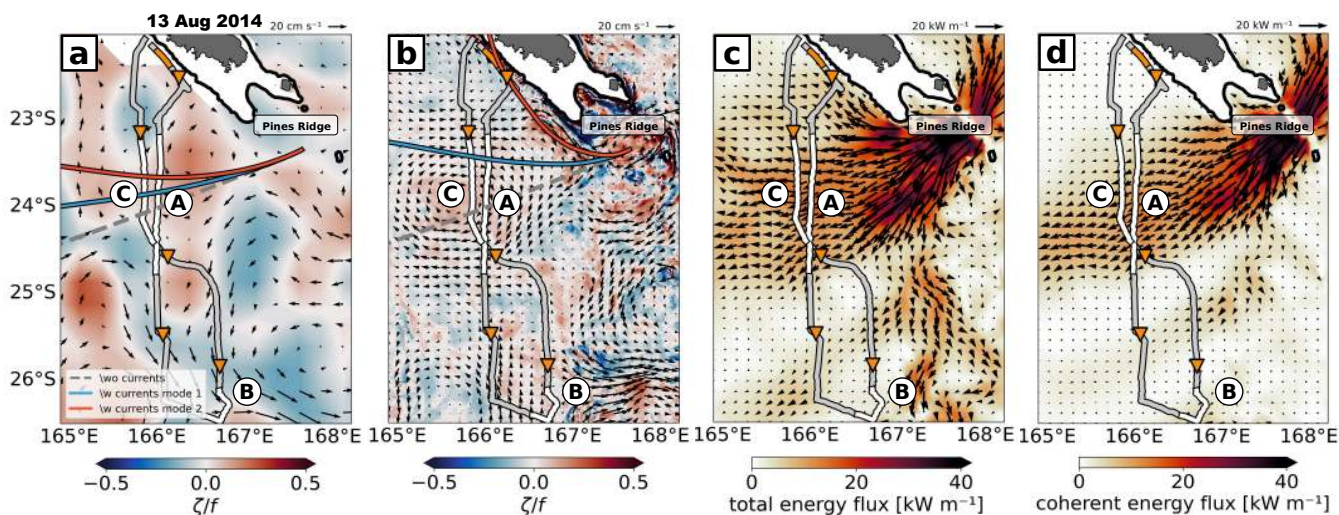 13 Aug 2014
20 cm s⁻¹
20 cm s⁻¹
20 kW m⁻¹
20 kW m⁻¹
a
b
c
d
23°S
24°S
25°S
26°S
Pines Ridge
Pines Ridge
Pines Ridge
Pines Ridge
C
A
C
A
C
A
C
A
B
B
B
B
\wo currents
\w currents mode 1
\w currents mode 2
165°E 166°E 167°E 168°E
165°E 166°E 167°E 168°E
165°E 166°E 167°E 168°E
165°E 166°E 167°E 168°E
−0.5 0.0 0.5
ζ/f
−0.5 0.0 0.5
ζ/f
0 20 40
total energy flux [kW m⁻¹]
0 20 40
coherent energy flux [kW m⁻¹]